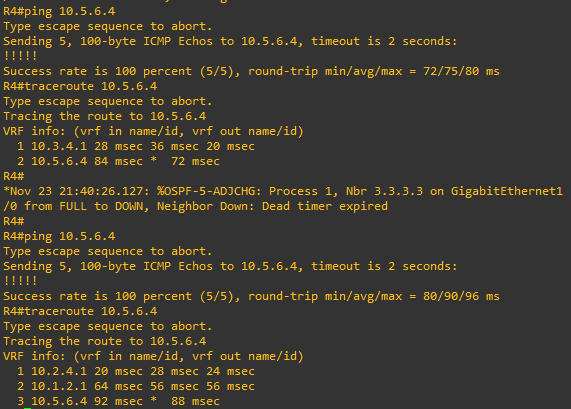 R4#ping 10.5.6.4
Type escape sequence to abort.
Sending 5, 100-byte ICMP Echos to 10.5.6.4, timeout is 2 seconds:
!!!!!
Success rate is 100 percent (5/5), round-trip min/avg/max = 72/75/80 ms
R4#traceroute 10.5.6.4
Type escape sequence to abort.
Tracing the route to 10.5.6.4
VRF info: (vrf in name/id, vrf out name/id)
  1 10.3.4.1 28 msec 36 msec 20 msec
  2 10.5.6.4 84 msec *  72 msec
R4#
*Nov 23 21:40:26.127: %OSPF-5-ADJCHG: Process 1, Nbr 3.3.3.3 on GigabitEthernet1
/0 from FULL to DOWN, Neighbor Down: Dead timer expired
R4#
R4#ping 10.5.6.4
Type escape sequence to abort.
Sending 5, 100-byte ICMP Echos to 10.5.6.4, timeout is 2 seconds:
!!!!!
Success rate is 100 percent (5/5), round-trip min/avg/max = 80/90/96 ms
R4#traceroute 10.5.6.4
Type escape sequence to abort.
Tracing the route to 10.5.6.4
VRF info: (vrf in name/id, vrf out name/id)
  1 10.2.4.1 20 msec 28 msec 24 msec
  2 10.1.2.1 64 msec 56 msec 56 msec
  3 10.5.6.4 92 msec *  88 msec